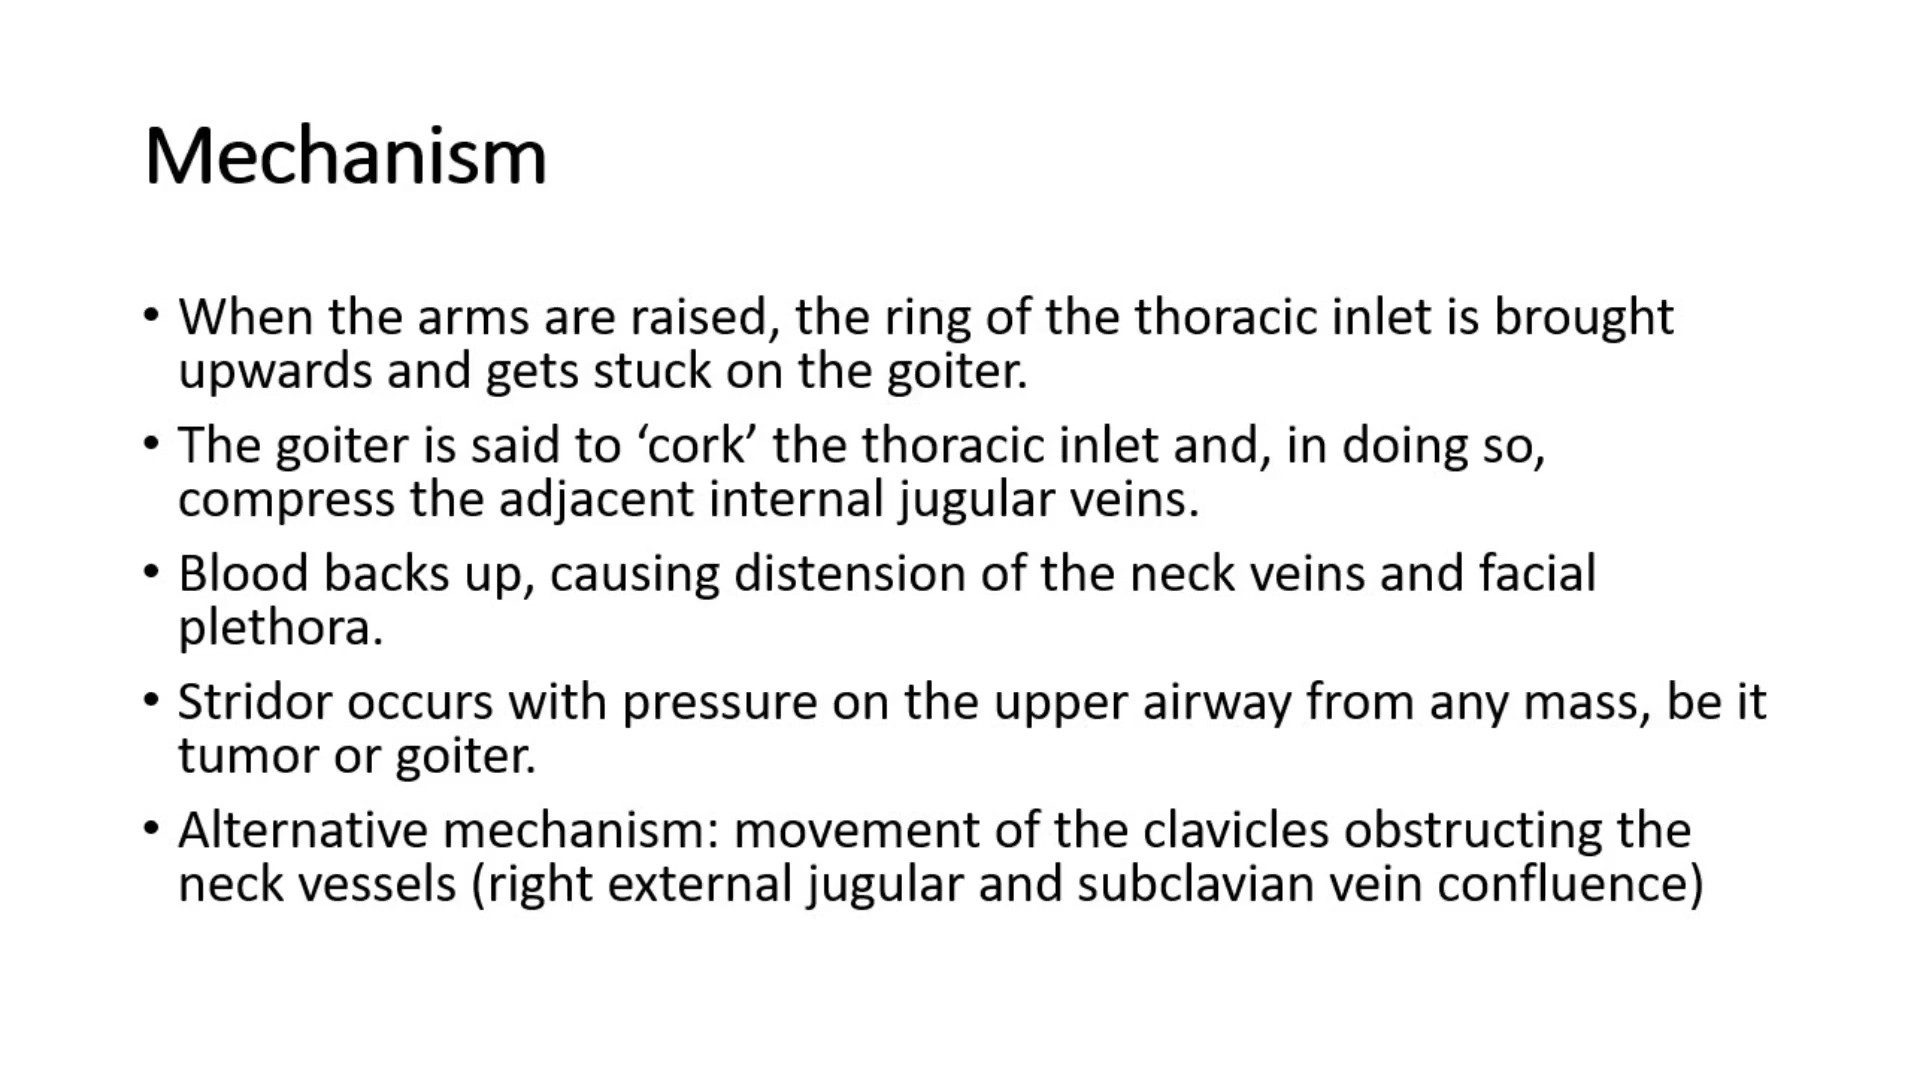 Mechanism
• When the arms are raised, the ring of the thoracic inlet is brought
upwards and gets stuck on the goiter.
• The goiter is said to ‘cork’ the thoracic inlet and, in doing so,
compress the adjacent internal jugular veins.
• Blood backs up, causing distension of the neck veins and facial
plethora.
• Stridor occurs with pressure on the upper airway from any mass, be it
tumor or goiter.
• Alternative mechanism: movement of the clavicles obstructing the
neck vessels (right external jugular and subclavian vein confluence)